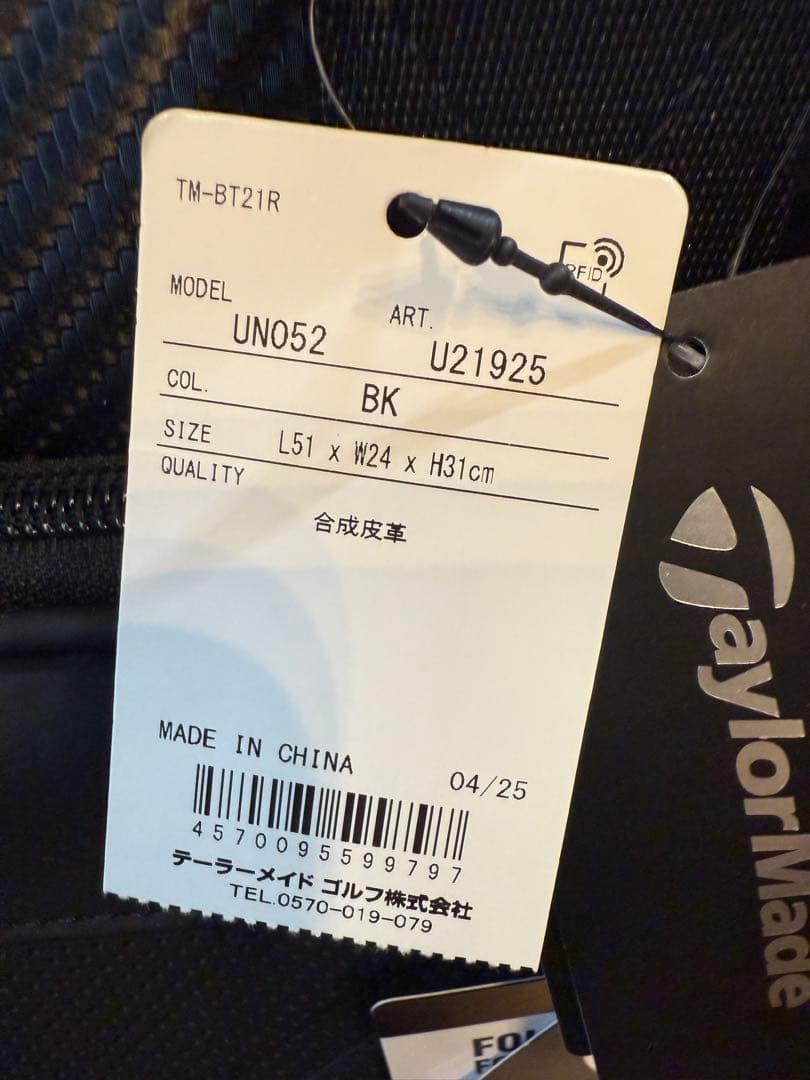 TM-BT21R
RFID
MODEL UN052 ART. U21925
COL. BK
SIZE L51 x W24 x H31cm
QUALITY
合成皮革
MADE IN CHINA 04/25
4570095599797
テーラーメイド ゴルフ株式会社
TEL.0570-019-079
TaylorMade